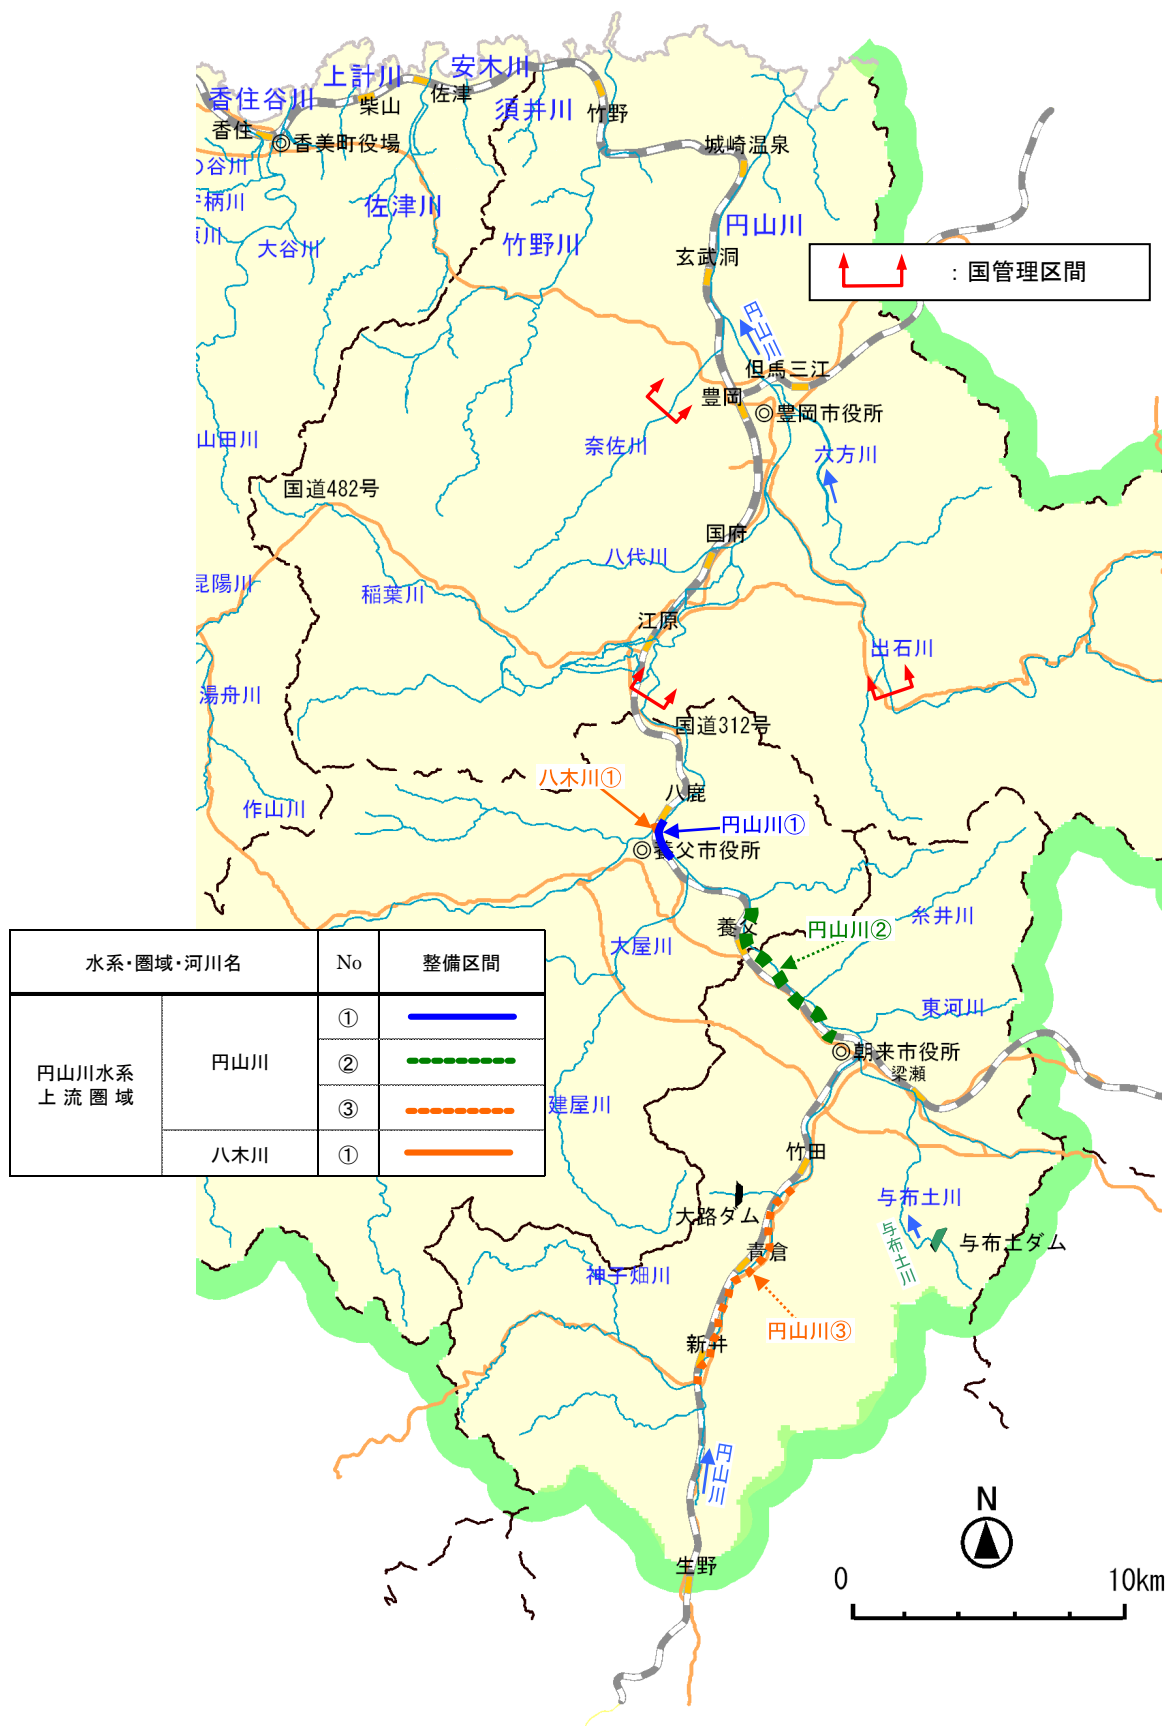 安木川
上計川
佐津
香住谷川
柴山
須井川
竹野
香住
◎香美町役場
城崎温泉
の谷川
佐津川
円山川
川
大谷川
竹野川
玄武洞
：国管理区間
円山川
但馬三江
豊岡
◎豊岡市役所
山田川
奈佐川
六方川
国道482号
国府
八代川
昆陽川
稲葉川
江原
出石川
湯舟川
国道312号
八木川①
八鹿
作山川
円山川①
◎養父市役所
糸井川
養父
円山川②
大屋川
水系・圏域・河川名
No
整備区間
東河川
円山川水系
上流圏域
円山川
①
②
③
八木川
①
◎朝来市役所
梁瀬
建屋川
竹田
与布土川
大路ダム
与布土川
与布土ダム
青倉
神子畑川
円山川③
新井
円山川
N
生野
0
10km